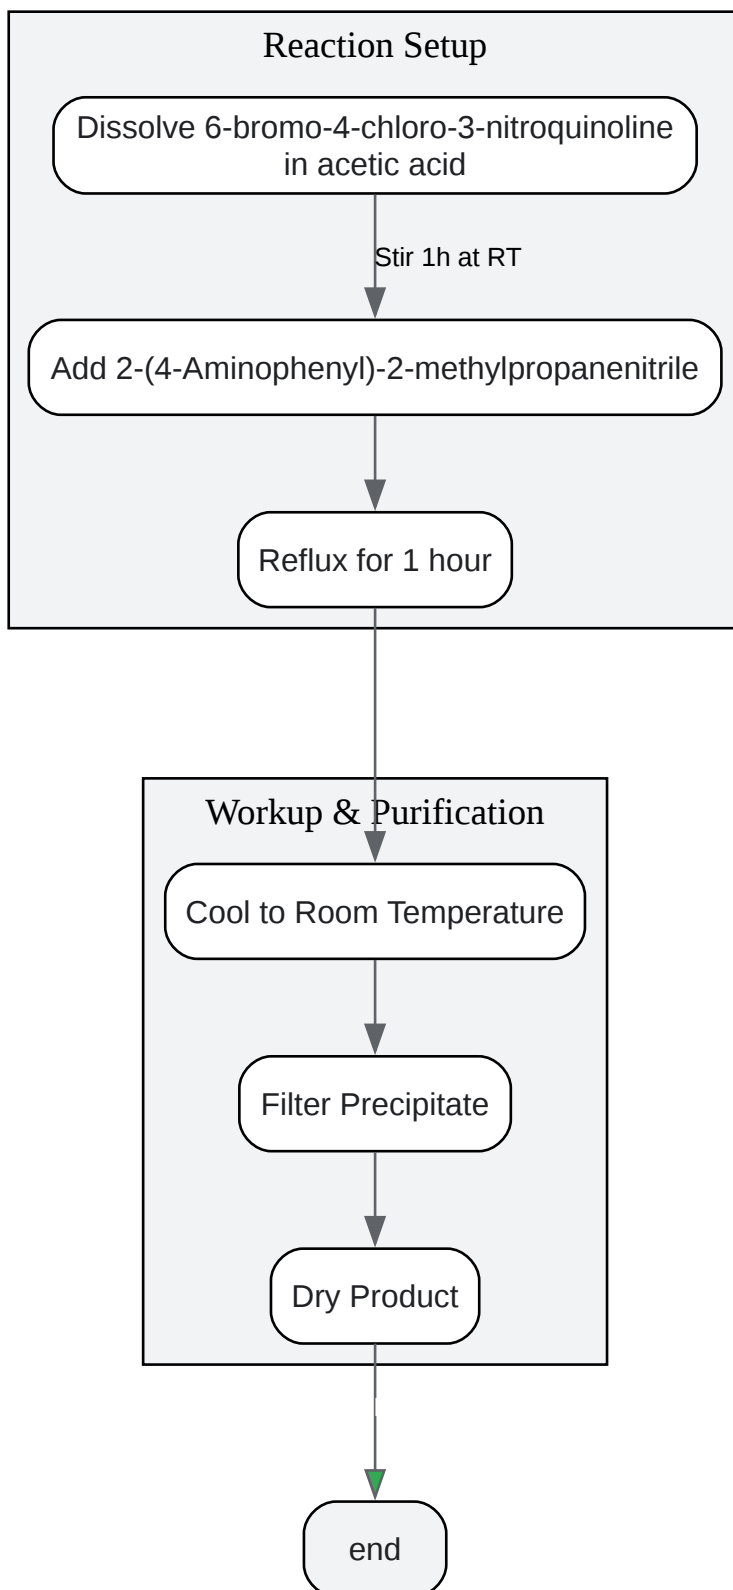 Reaction Setup
Dissolve 6-bromo-4-chloro-3-nitroquinoline
in acetic acid
Stir 1h at RT
Add 2-(4-Aminophenyl)-2-methylpropanenitrile
Reflux for 1 hour
Workup & Purification
Cool to Room Temperature
Filter Precipitate
Dry Product
end